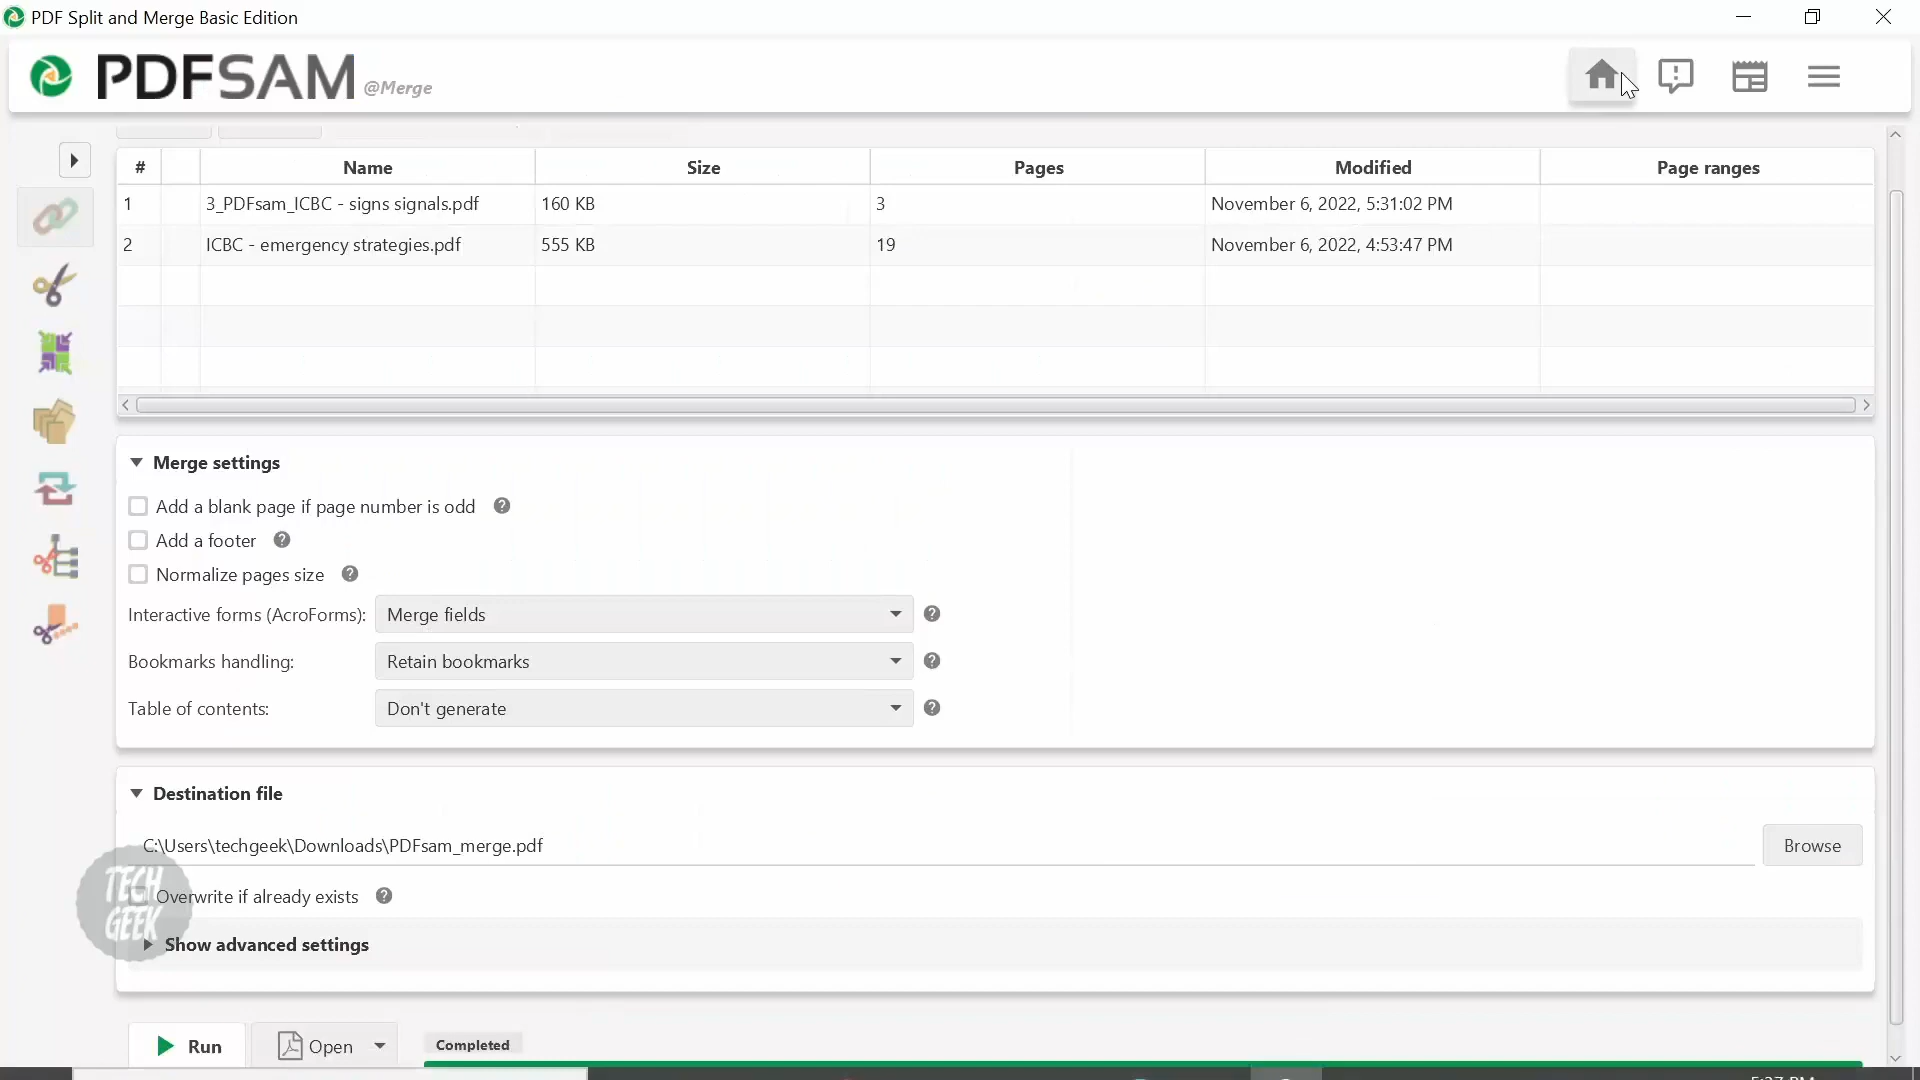 PDF Split and Merge Basic Edition
PDFSAM @Merge
# Name Size Pages Modified Page ranges
1 3_PDFsam_ICBC - signs signals.pdf 160 KB 3 November 6, 2022, 5:31:02 PM
2 ICBC - emergency strategies.pdf 555 KB 19 November 6, 2022, 4:53:47 PM
Merge settings
Add a blank page if page number is odd
Add a footer
Normalize pages size
Interactive forms (AcroForms): Merge fields
Bookmarks handling: Retain bookmarks
Table of contents: Don't generate
Destination file
C:\Users\techgeek\Downloads\PDFsam_merge.pdf Browse
TECH
GEEK
Overwrite if already exists
Show advanced settings
Run Open Completed